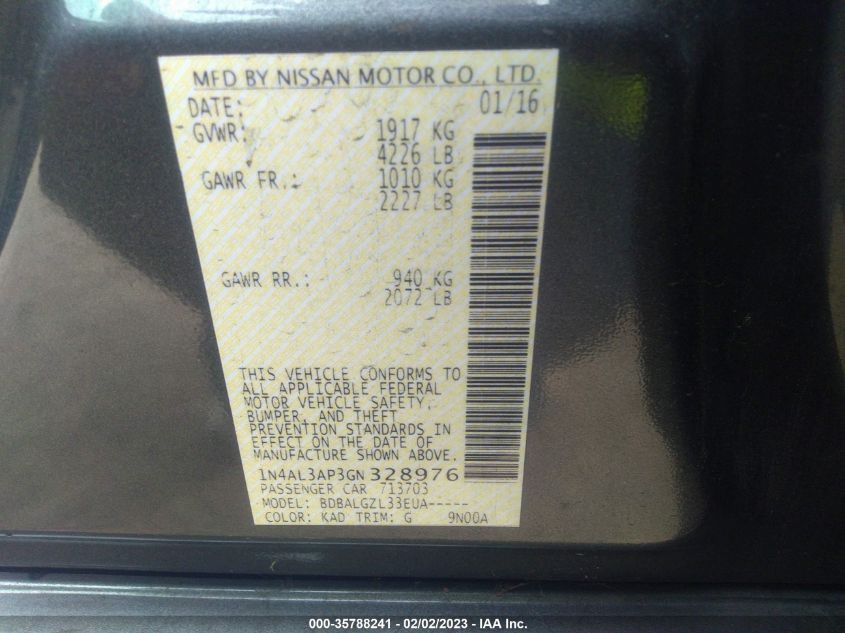 MFD BY NISSAN MOTOR CO., LTD.
DATE: 01/16
GVWR: 1917 KG
4226 LB
GAWR FR.: 1010 KG
2227 LB
GAWR RR.: 940 KG
2072 LB
THIS VEHICLE CONFORMS TO
ALL APPLICABLE FEDERAL
MOTOR VEHICLE SAFETY,
BUMPER, AND THEFT
PREVENTION STANDARDS IN
EFFECT ON THE DATE OF
MANUFACTURE SHOWN ABOVE.
1N4AL3AP3GN328976
PASSENGER CAR 713703
MODEL: BDBALGZL33EUA-----
COLOR: KAD TRIM: G 9N00A
000-35788241 - 02/02/2023 - IAA Inc.